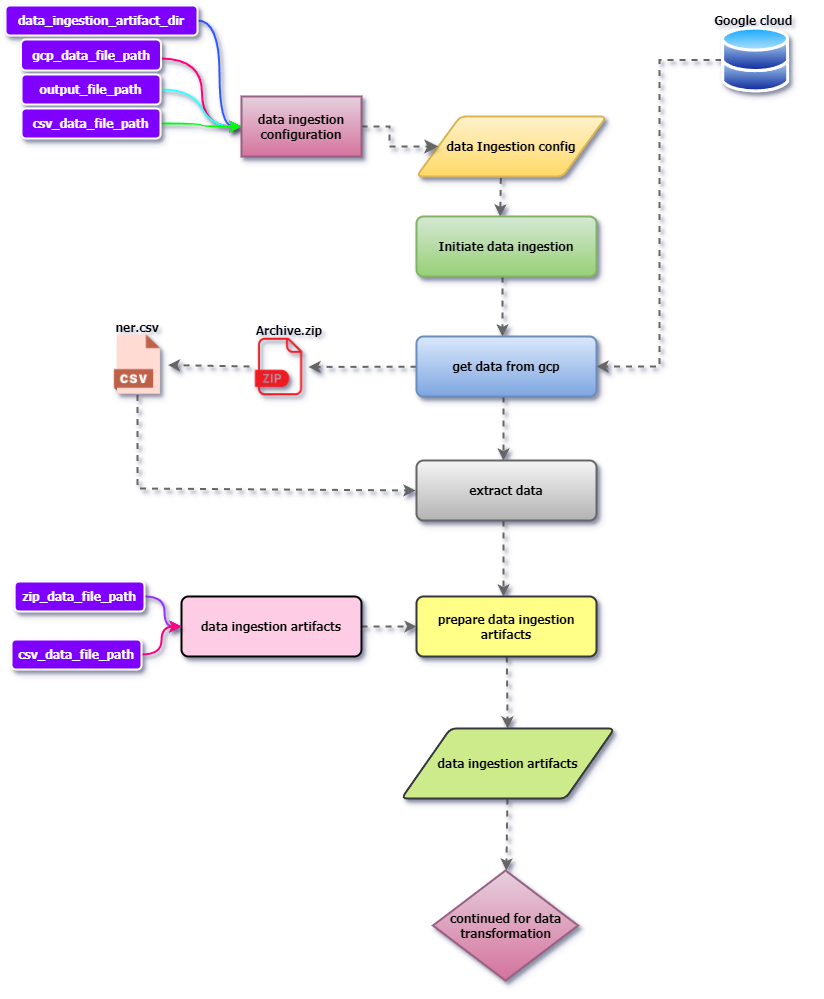 data_ingestion_artifact_dir
Google cloud
gcp_data_file_path
output_file_path
csv_data_file_path
data ingestion
configuration
data Ingestion config
Initiate data ingestion
ner.csv
Archive.zip
CSV
ZIP
get data from gcp
extract data
zip_data_file_path
csv_data_file_path
data ingestion artifacts
prepare data ingestion
artifacts
data ingestion artifacts
continued for data
transformation